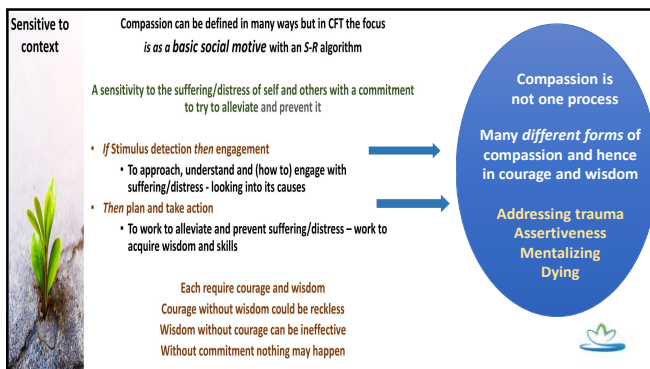 Sensitive to
context
Compassion can be defined in many ways but in CFT the focus
is as a basic social motive with an S-R algorithm
A sensitivity to the suffering/distress of self and others with a commitment
to try to alleviate and prevent it
• If Stimulus detection then engagement
• To approach, understand and (how to) engage with
suffering/distress - looking into its causes
• Then plan and take action
• To work to alleviate and prevent suffering/distress – work to
acquire wisdom and skills
Each require courage and wisdom
Courage without wisdom could be reckless
Wisdom without courage can be ineffective
Without commitment nothing may happen
Compassion is
not one process
Many different forms of
compassion and hence
in courage and wisdom
Addressing trauma
Assertiveness
Mentalizing
Dying